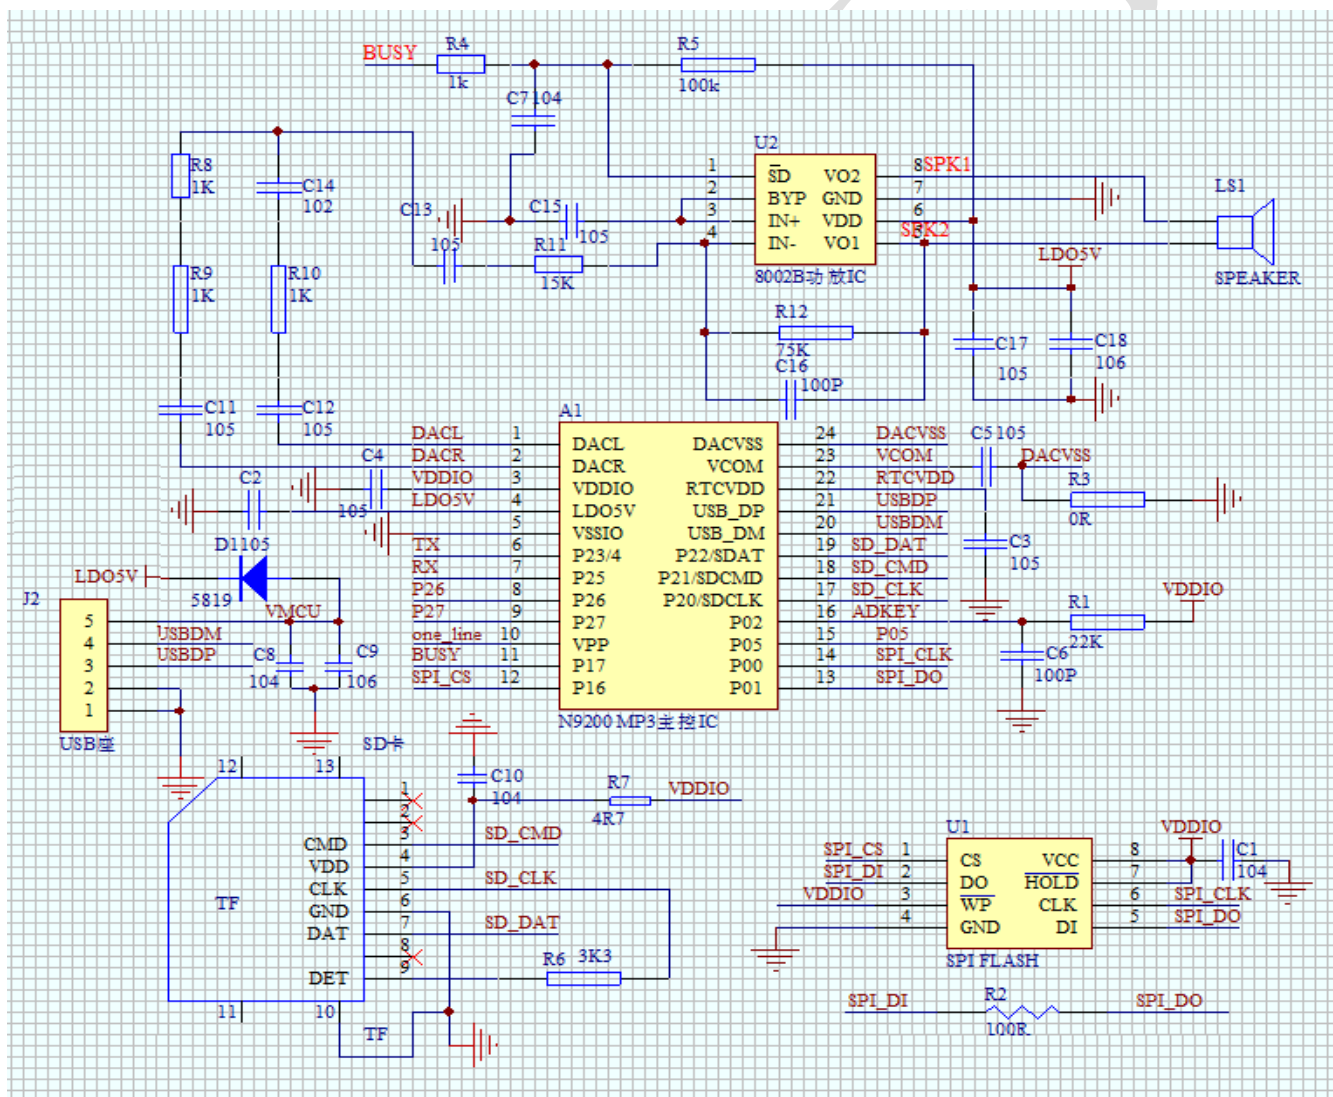 BUSY
R4
1k
R5
100k
C7 104
R8
1K
C14
102
C13
105
C15
105
R11
15K
R9
1K
R10
1K
C11
105
C12
105
U2
1 SD VO2 8 SPK1
2 BYP GND 7
3 IN+ VDD 6
4 IN- VO1 5 SPK2
8002B功放IC
LS1
SPEAKER
LDO5V
R12
75K
C16
100P
C17
105
C18
106
A1
DACL 1 DACL DACVSS 24 DACVSS
DACR 2 DACR VCOM 23 VCOM
VDDIO 3 VDDIO RTCVDD 22 RTCVDD
LDO5V 4 LDO5V USB_DP 21 USBDP
5 VSSIO USB_DM 20 USBDM
TX 6 P23/4 P22/SDAT 19 SD_DAT
RX 7 P25 P21/SDCMD 18 SD_CMD
P26 8 P26 P20/SDCLK 17 SD_CLK
P27 9 P27 P02 16 ADKEY
one_line 10 VPP P05 15 P05
BUSY 11 P17 P00 14 SPI_CLK
SPI_CS 12 P16 P01 13 SPI_DO
N9200 MP3主控IC
C4
105
C2
D1 105
5819
LDO5V
VMCU
C5 105
DACVSS
R3
0R
C3
105
VDDIO
R1
22K
C6
100P
J2
5
4 USBDM
3 USBDP
2
1
USB座
C8
104
C9
106
SD卡
12
13
1
2
CMD 3 SD_CMD
VDD 4
CLK 5 SD_CLK
GND 6
DAT 7 SD_DAT
8
DET 9
TF
11
10
TF
C10
104
R7
4R7
VDDIO
R6 3K3
U1
SPI_CS 1 CS VCC 8
SPI_DI 2 DO HOLD 7
VDDIO 3 WP CLK 6 SPI_CLK
4 GND DI 5 SPI_DO
SPI FLASH
VDDIO
C1
104
SPI_DI
R2
100R
SPI_DO